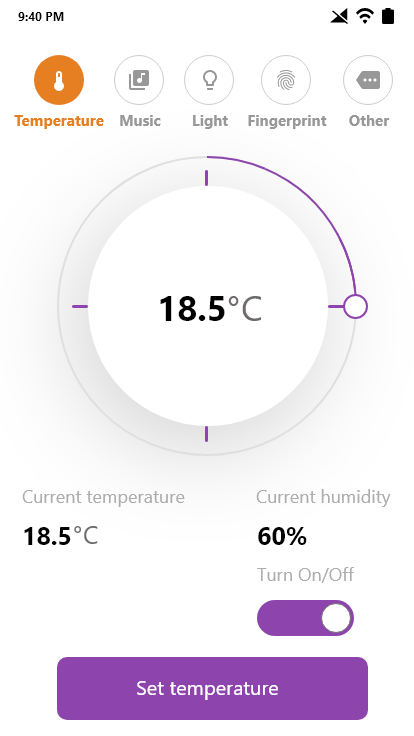 9:40 PM
Temperature Music Light Fingerprint Other
18.5°C
Current temperature Current humidity
18.5°C 60%
Turn On/Off
Set temperature